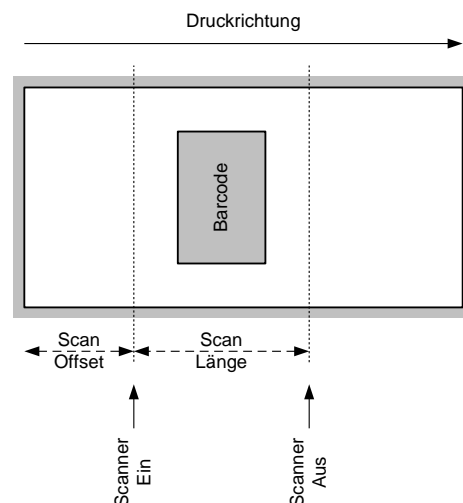 Druckrichtung
Barcode
Scan
Offset
Scan
Länge
Scanner
Ein
Scanner
Aus